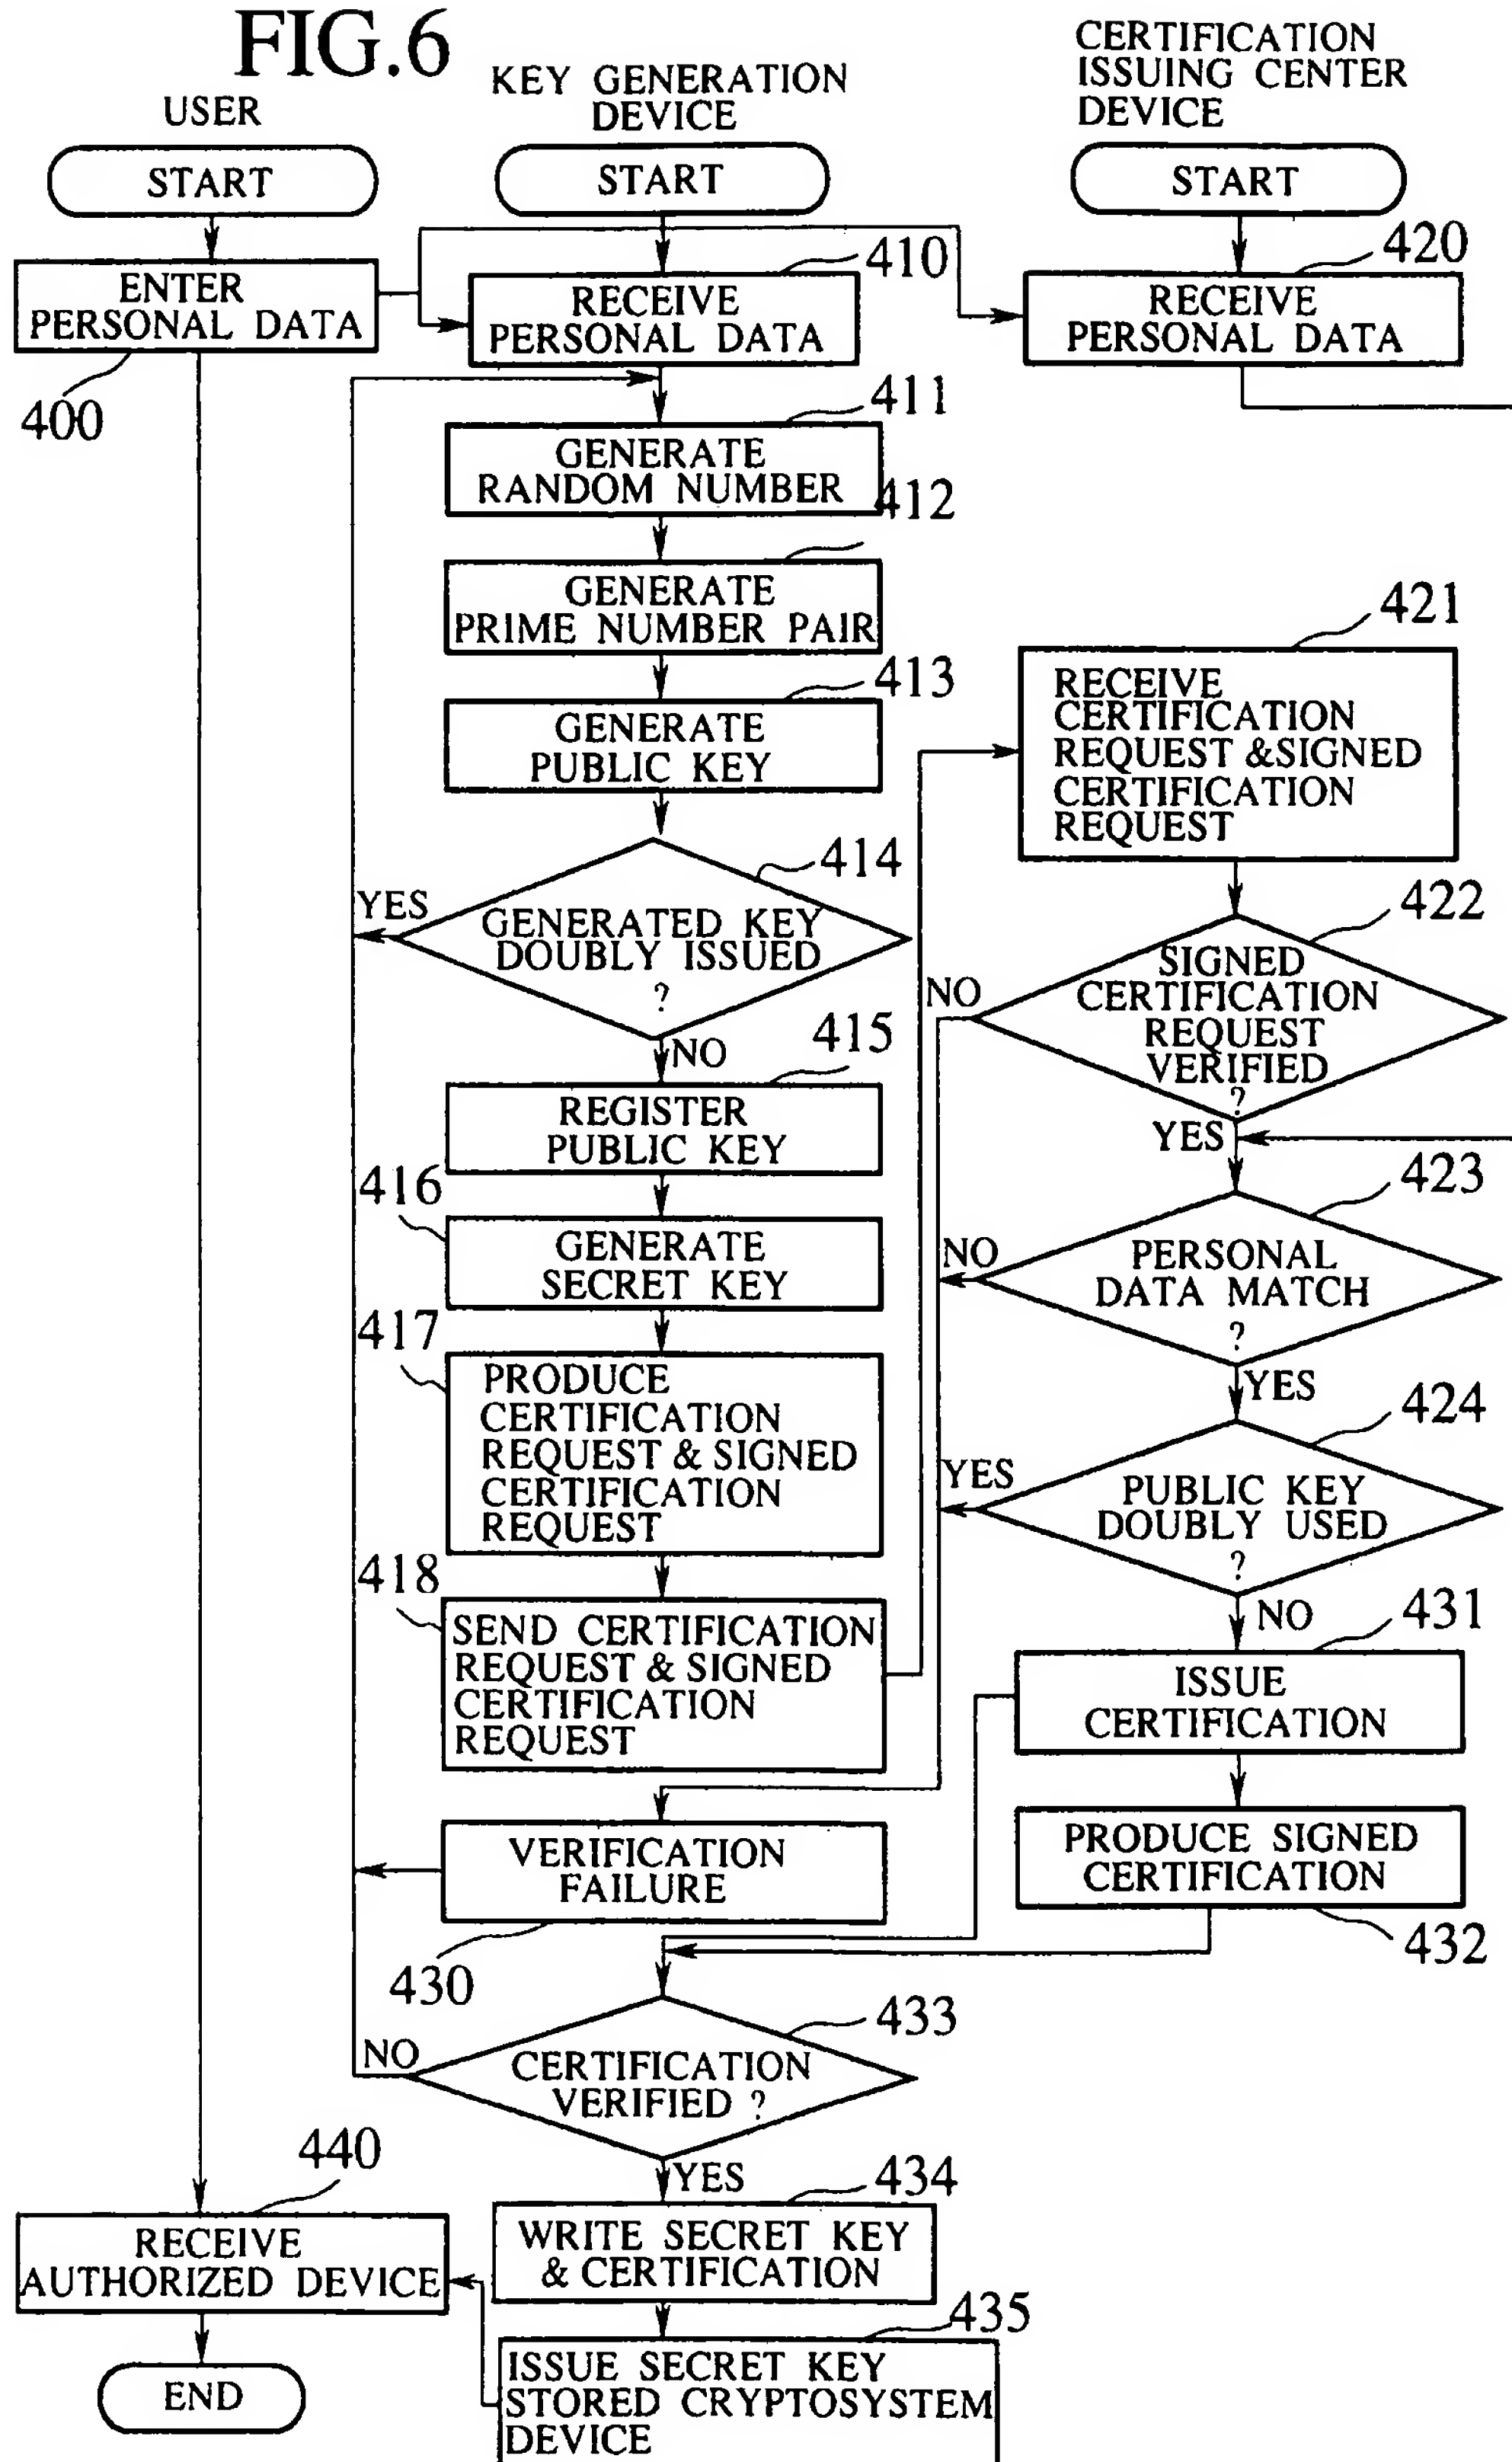 FIG.6
USER
KEY GENERATION
DEVICE
CERTIFICATION
ISSUING CENTER
DEVICE
START
START
START
ENTER
PERSONAL DATA
400
410
RECEIVE
PERSONAL DATA
420
RECEIVE
PERSONAL DATA
411
GENERATE
RANDOM NUMBER
412
GENERATE
PRIME NUMBER PAIR
413
GENERATE
PUBLIC KEY
414
YES
GENERATED KEY
DOUBLY ISSUED
?
NO
415
REGISTER
PUBLIC KEY
416
GENERATE
SECRET KEY
417
PRODUCE
CERTIFICATION
REQUEST & SIGNED
CERTIFICATION
REQUEST
418
SEND CERTIFICATION
REQUEST & SIGNED
CERTIFICATION
REQUEST
421
RECEIVE
CERTIFICATION
REQUEST &SIGNED
CERTIFICATION
REQUEST
422
NO
SIGNED
CERTIFICATION
REQUEST
VERIFIED
?
YES
423
NO
PERSONAL
DATA MATCH
?
YES
424
YES
PUBLIC KEY
DOUBLY USED
?
NO
431
ISSUE
CERTIFICATION
PRODUCE SIGNED
CERTIFICATION
432
VERIFICATION
FAILURE
430
433
NO
CERTIFICATION
VERIFIED ?
YES
434
WRITE SECRET KEY
& CERTIFICATION
435
ISSUE SECRET KEY
STORED CRYPTOSYSTEM
DEVICE
440
RECEIVE
AUTHORIZED DEVICE
END